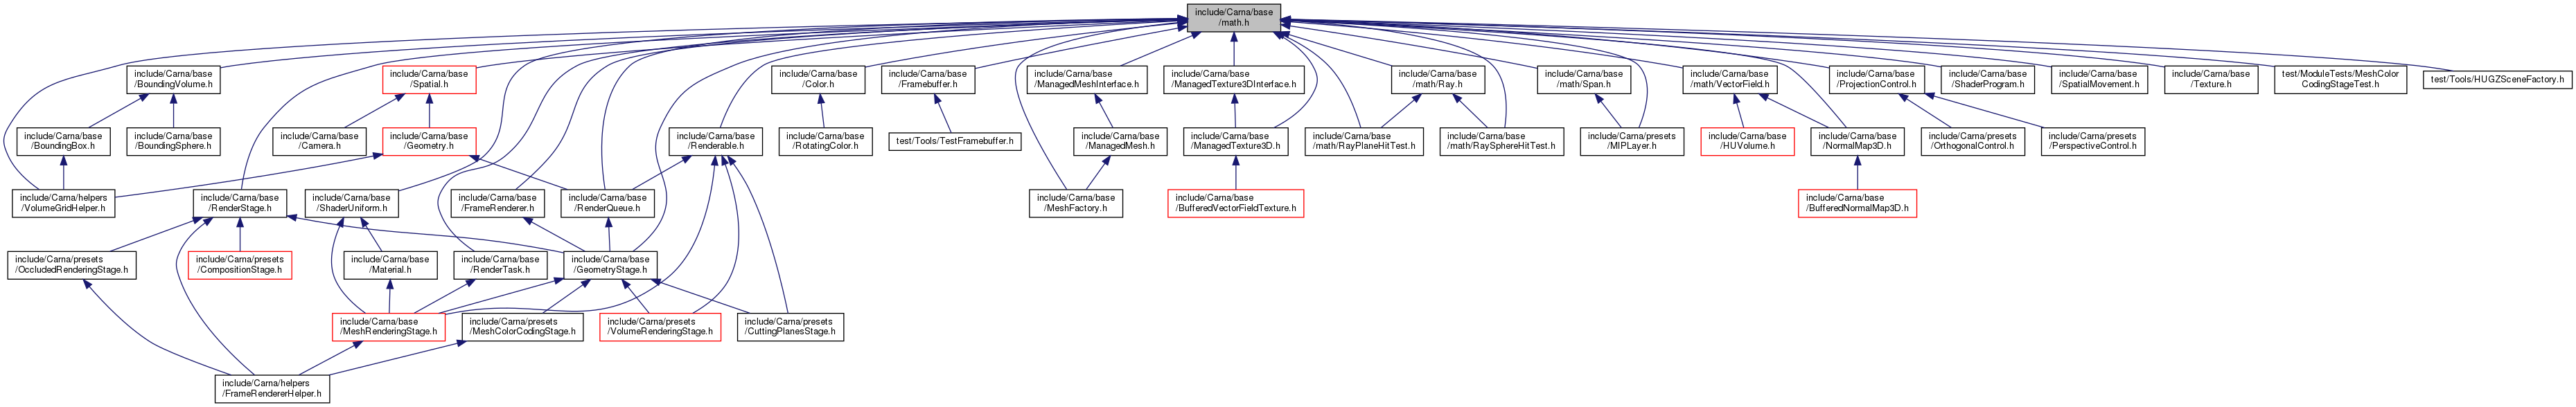 include/Carna/base
/math.h
include/Carna/base
/BoundingVolume.h
include/Carna/base
/Spatial.h
include/Carna/base
/Color.h
include/Carna/base
/Framebuffer.h
include/Carna/base
/ManagedMeshInterface.h
include/Carna/base
/ManagedTexture3DInterface.h
include/Carna/base
/math/Ray.h
include/Carna/base
/math/Span.h
include/Carna/base
/math/VectorField.h
include/Carna/base
/ProjectionControl.h
include/Carna/base
/ShaderProgram.h
include/Carna/base
/SpatialMovement.h
include/Carna/base
/Texture.h
test/ModuleTests/MeshColor
CodingStageTest.h
test/Tools/HUGZSceneFactory.h
include/Carna/base
/BoundingBox.h
include/Carna/base
/BoundingSphere.h
include/Carna/base
/Camera.h
include/Carna/base
/Geometry.h
include/Carna/base
/Renderable.h
include/Carna/base
/RotatingColor.h
test/Tools/TestFramebuffer.h
include/Carna/base
/ManagedMesh.h
include/Carna/base
/ManagedTexture3D.h
include/Carna/base
/math/RayPlaneHitTest.h
include/Carna/base
/math/RaySphereHitTest.h
include/Carna/presets
/MIPLayer.h
include/Carna/base
/HUVolume.h
include/Carna/base
/NormalMap3D.h
include/Carna/presets
/OrthogonalControl.h
include/Carna/presets
/PerspectiveControl.h
include/Carna/helpers
/VolumeGridHelper.h
include/Carna/base
/RenderStage.h
include/Carna/base
/ShaderUniform.h
include/Carna/base
/FrameRenderer.h
include/Carna/base
/RenderQueue.h
include/Carna/base
/MeshFactory.h
include/Carna/base
/BufferedVectorFieldTexture.h
include/Carna/base
/BufferedNormalMap3D.h
include/Carna/presets
/OccludedRenderingStage.h
include/Carna/presets
/CompositionStage.h
include/Carna/base
/Material.h
include/Carna/base
/RenderTask.h
include/Carna/base
/GeometryStage.h
include/Carna/base
/MeshRenderingStage.h
include/Carna/presets
/MeshColorCodingStage.h
include/Carna/presets
/VolumeRenderingStage.h
include/Carna/presets
/CuttingPlanesStage.h
include/Carna/helpers
/FrameRendererHelper.h